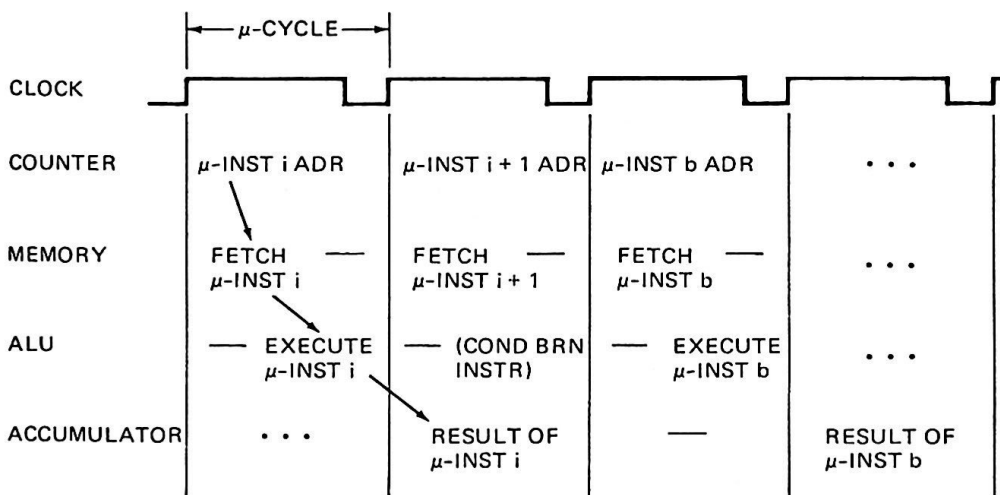 μ-CYCLE
CLOCK
COUNTER μ-INST i ADR μ-INST i + 1 ADR μ-INST b ADR • • •
MEMORY FETCH — FETCH — FETCH — • • •
μ-INST i μ-INST i + 1 μ-INST b
ALU — EXECUTE — (COND BRN — EXECUTE • • •
μ-INST i INSTR) μ-INST b
ACCUMULATOR • • • RESULT OF — RESULT OF
μ-INST i μ-INST b